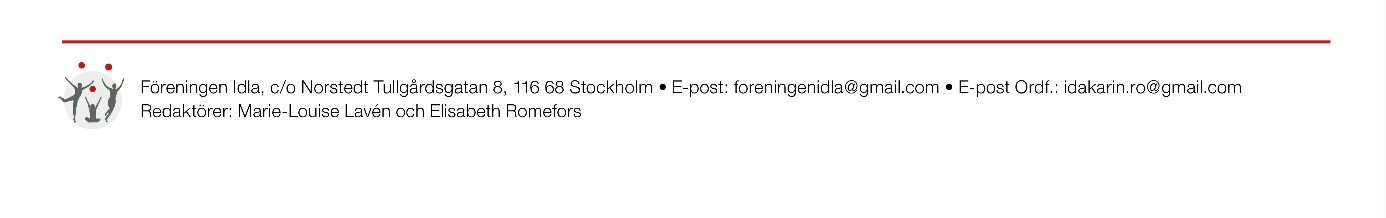 Föreningen Idla, c/o Norstedt Tullgårdsgatan 8, 116 68 Stockholm • E-post: foreningenidla@gmail.com • E-post Ordf.: idakarin.ro@gmail.com
Redaktörer: Marie-Louise Lavén och Elisabeth Romefors